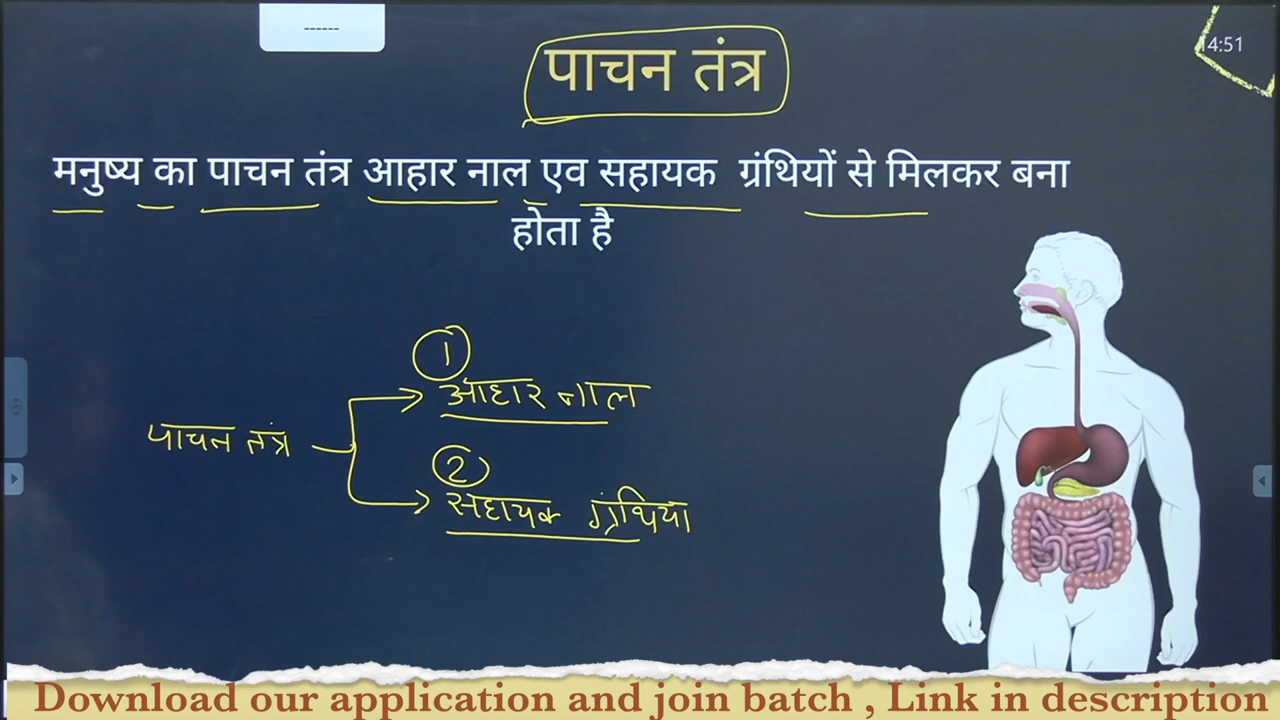 ------
14:51
पाचन तंत्र
मनुष्य का पाचन तंत्र आहार नाल एव सहायक ग्रंथियों से मिलकर बना
होता है
1
आहार नाल
पाचन तंत्र
2
सहायक ग्रंथिया
Download our application and join batch , Link in description